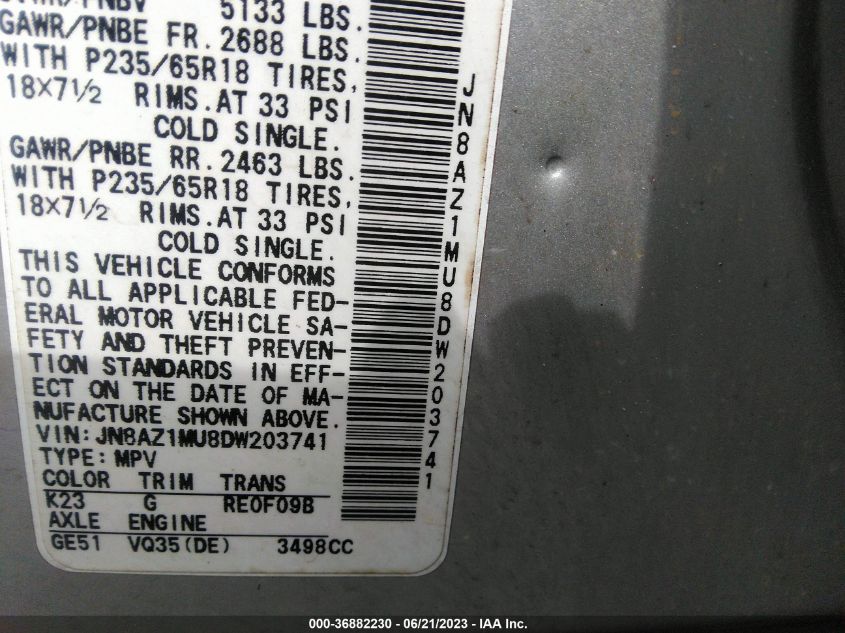 GVWR/PNBV 5133 LBS.
GAWR/PNBE FR. 2688 LBS.
WITH P235/65R18 TIRES,
18X7½ RIMS. AT 33 PSI
COLD SINGLE.
GAWR/PNBE RR. 2463 LBS.
WITH P235/65R18 TIRES,
18X7½ RIMS. AT 33 PSI
COLD SINGLE.
THIS VEHICLE CONFORMS
TO ALL APPLICABLE FED-
ERAL MOTOR VEHICLE SA-
FETY AND THEFT PREVEN-
TION STANDARDS IN EFF-
ECT ON THE DATE OF MA-
NUFACTURE SHOWN ABOVE.
VIN: JN8AZ1MU8DW203741
TYPE: MPV
COLOR TRIM TRANS
K23 G RE0F09B
AXLE ENGINE
GE51 VQ35(DE) 3498CC
JN8AZ1MU8DW203741
000-36882230 - 06/21/2023 - IAA Inc.